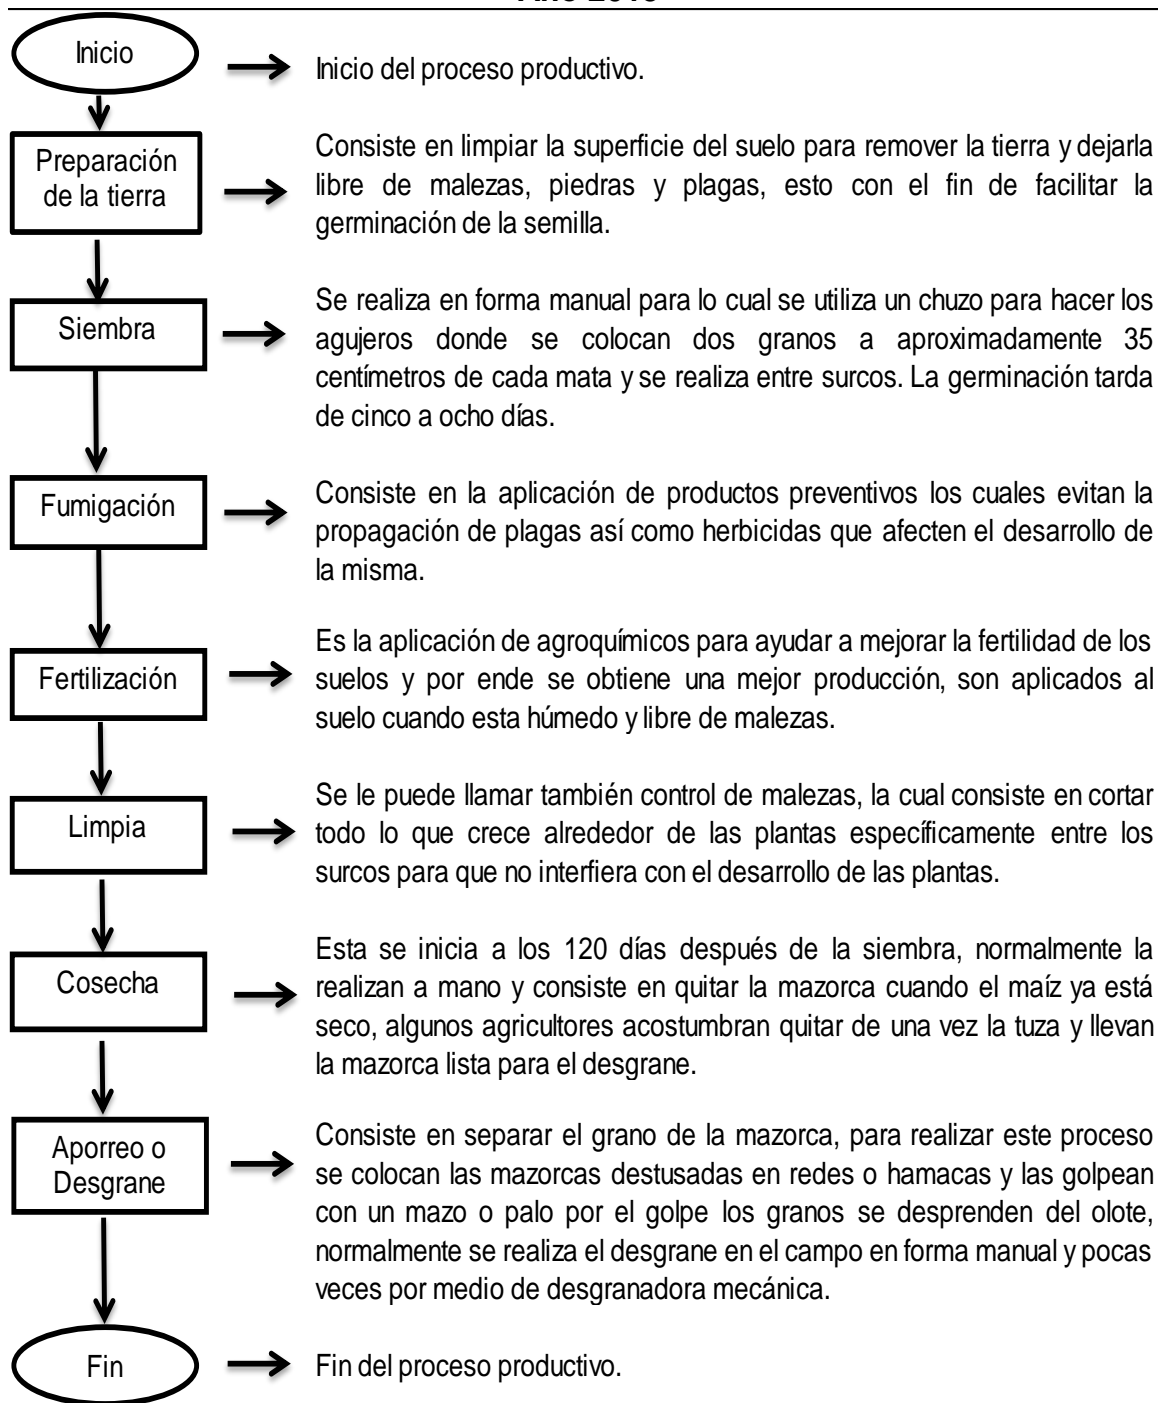 Inicio
Inicio del proceso productivo.
Preparación
de la tierra
Consiste en limpiar la superficie del suelo para remover la tierra y dejarla
libre de malezas, piedras y plagas, esto con el fin de facilitar la
germinación de la semilla.
Siembra
Se realiza en forma manual para lo cual se utiliza un chuzo para hacer los
agujeros donde se colocan dos granos a aproximadamente 35
centímetros de cada mata y se realiza entre surcos. La germinación tarda
de cinco a ocho días.
Fumigación
Consiste en la aplicación de productos preventivos los cuales evitan la
propagación de plagas así como herbicidas que afecten el desarrollo de
la misma.
Fertilización
Es la aplicación de agroquímicos para ayudar a mejorar la fertilidad de los
suelos y por ende se obtiene una mejor producción, son aplicados al
suelo cuando esta húmedo y libre de malezas.
Limpia
Se le puede llamar también control de malezas, la cual consiste en cortar
todo lo que crece alrededor de las plantas específicamente entre los
surcos para que no interfiera con el desarrollo de las plantas.
Cosecha
Esta se inicia a los 120 días después de la siembra, normalmente la
realizan a mano y consiste en quitar la mazorca cuando el maíz ya está
seco, algunos agricultores acostumbran quitar de una vez la tuza y llevan
la mazorca lista para el desgrane.
Aporreo o
Desgrane
Consiste en separar el grano de la mazorca, para realizar este proceso
se colocan las mazorcas destusadas en redes o hamacas y las golpean
con un mazo o palo por el golpe los granos se desprenden del olote,
normalmente se realiza el desgrane en el campo en forma manual y pocas
veces por medio de desgranadora mecánica.
Fin
Fin del proceso productivo.